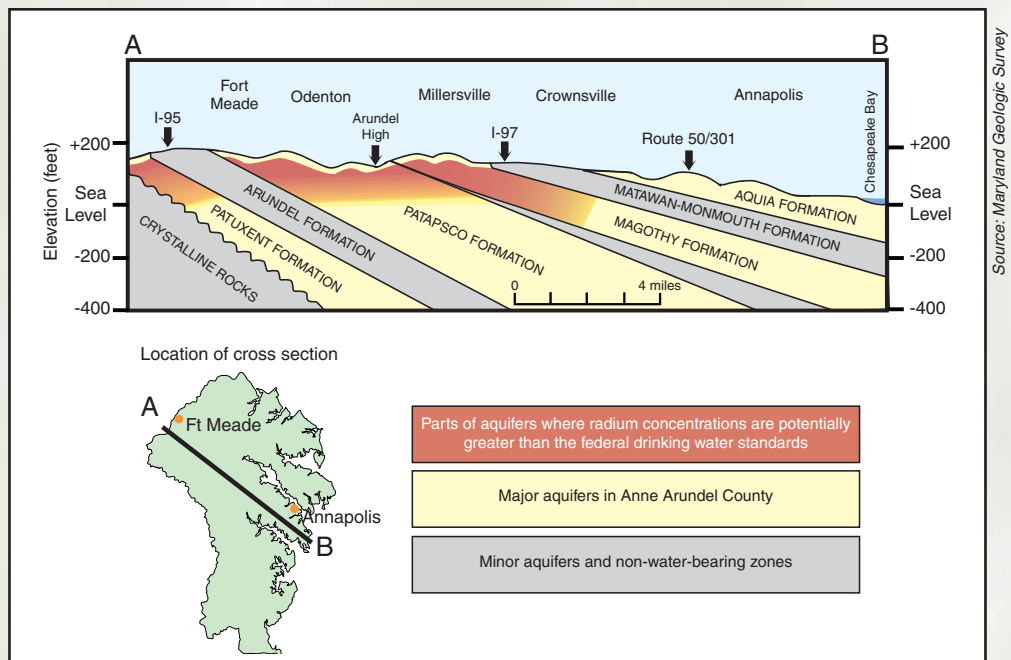 A
B
Fort
Meade
Odenton
Millersville
Crownsville
Annapolis
I-95
Arundel
High
I-97
Route 50/301
Chesapeake Bay
Elevation (feet)
+200
Sea
Level
-200
-400
+200
Sea
Level
-200
-400
CRYSTALLINE ROCKS
PATUXENT FORMATION
ARUNDEL FORMATION
PATAPSCO FORMATION
MAGOTHY FORMATION
MATAWAN-MONMOUTH FORMATION
AQUIA FORMATION
0
4 miles
Source: Maryland Geologic Survey
Location of cross section
A
Ft Meade
Annapolis
B
Parts of aquifers where radium concentrations are potentially
greater than the federal drinking water standards
Major aquifers in Anne Arundel County
Minor aquifers and non-water-bearing zones